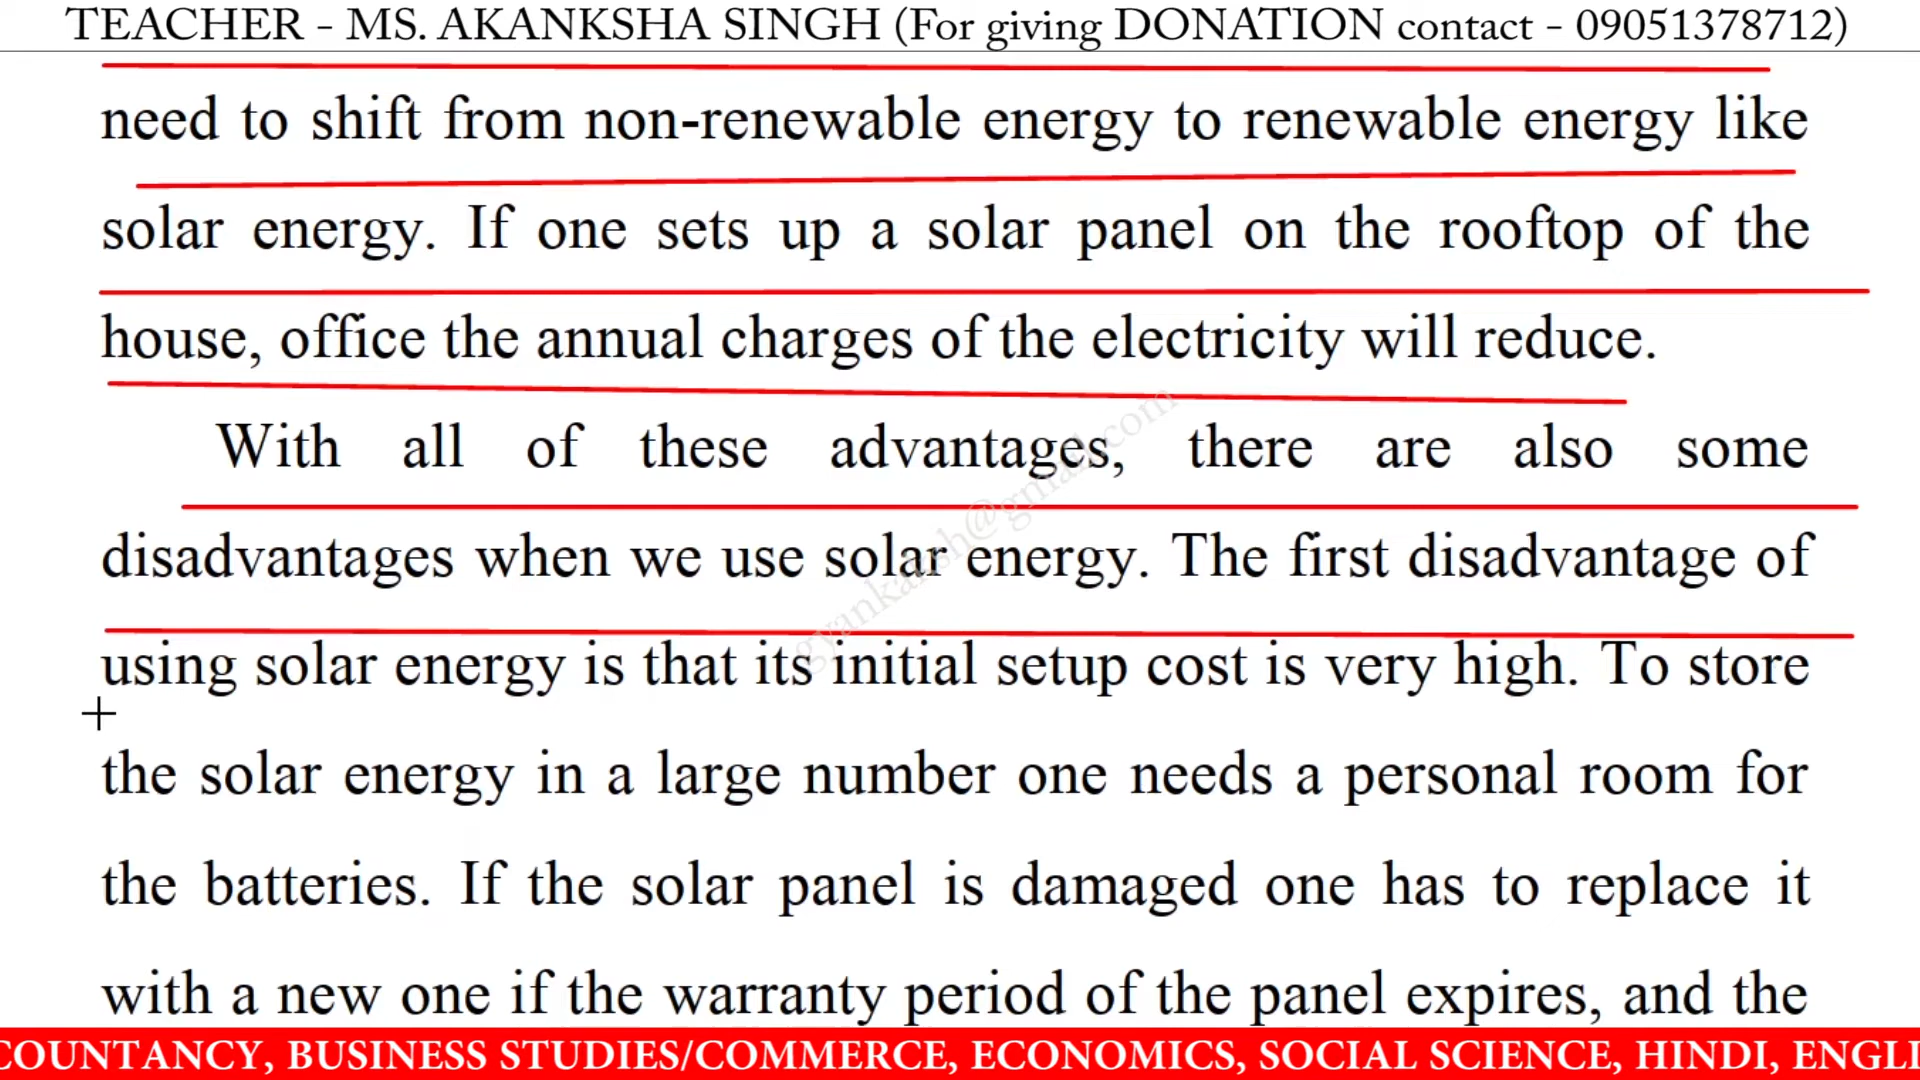 TEACHER - MS. AKANKSHA SINGH (For giving DONATION contact - 09051378712)
need to shift from non-renewable energy to renewable energy like
solar energy. If one sets up a solar panel on the rooftop of the
house, office the annual charges of the electricity will reduce.
With all of these advantages, there are also some
disadvantages when we use solar energy. The first disadvantage of
using solar energy is that its initial setup cost is very high. To store
the solar energy in a large number one needs a personal room for
the batteries. If the solar panel is damaged one has to replace it
with a new one if the warranty period of the panel expires, and the
COUNTANCY, BUSINESS STUDIES/COMMERCE, ECONOMICS, SOCIAL SCIENCE, HINDI, ENGLI